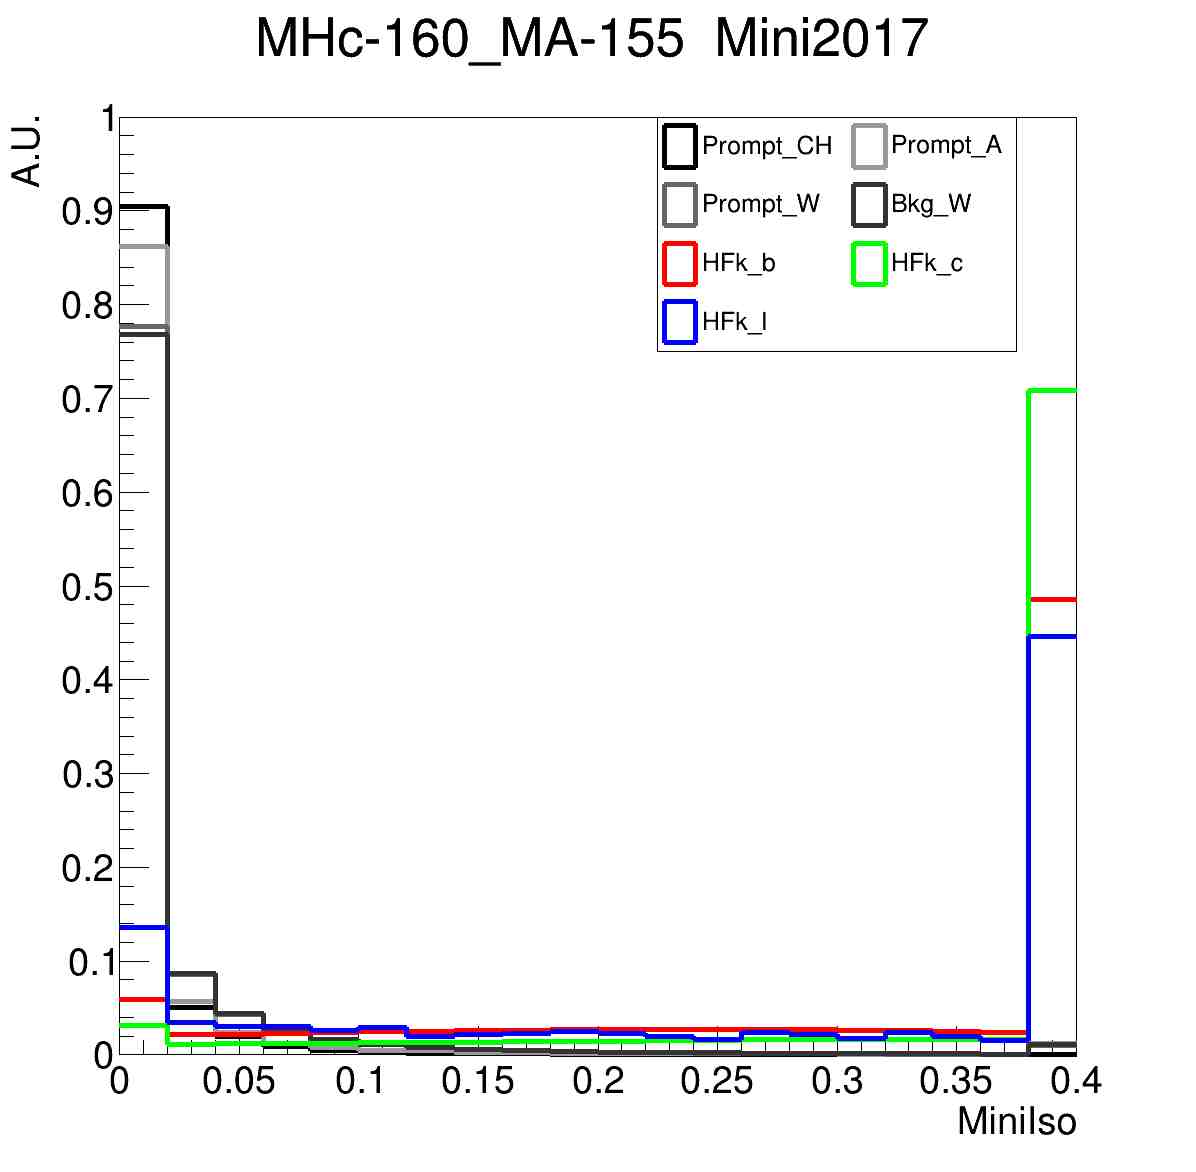 MHc-160_MA-155 Mini2017
A.U.
1
0.9
0.8
0.7
0.6
0.5
0.4
0.3
0.2
0.1
0
Prompt_CH Prompt_A
Prompt_W Bkg_W
HFk_b HFk_c
HFk_l
0 0.05 0.1 0.15 0.2 0.25 0.3 0.35 0.4
MiniIso